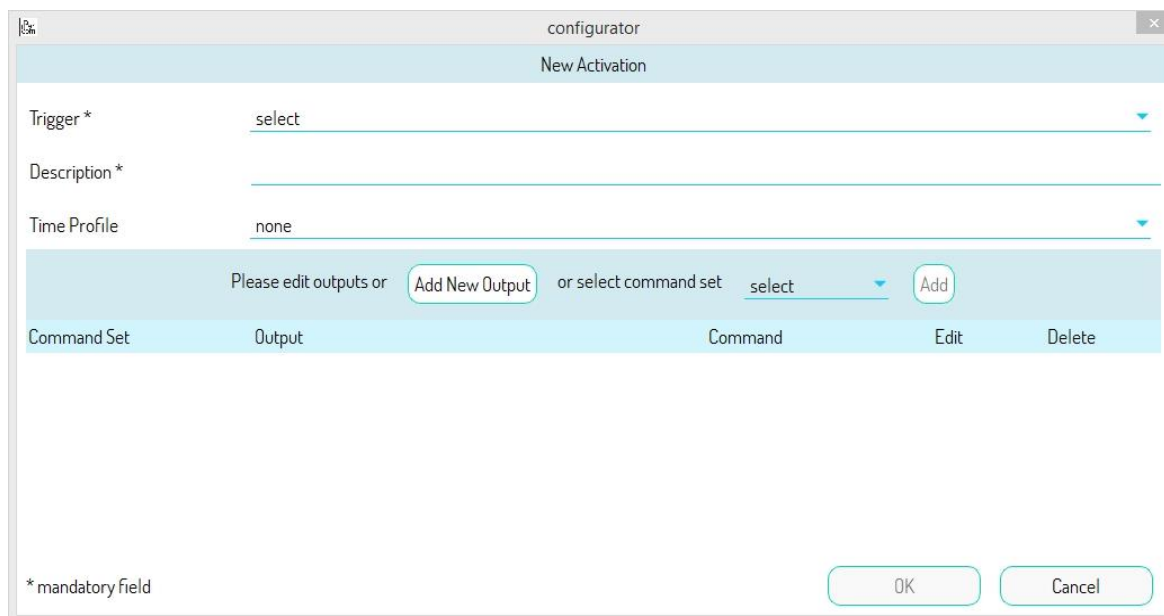 configurator
New Activation
Trigger * select
Description *
Time Profile none
Please edit outputs or Add New Output or select command set select Add
Command Set Output Command Edit Delete
* mandatory field OK Cancel